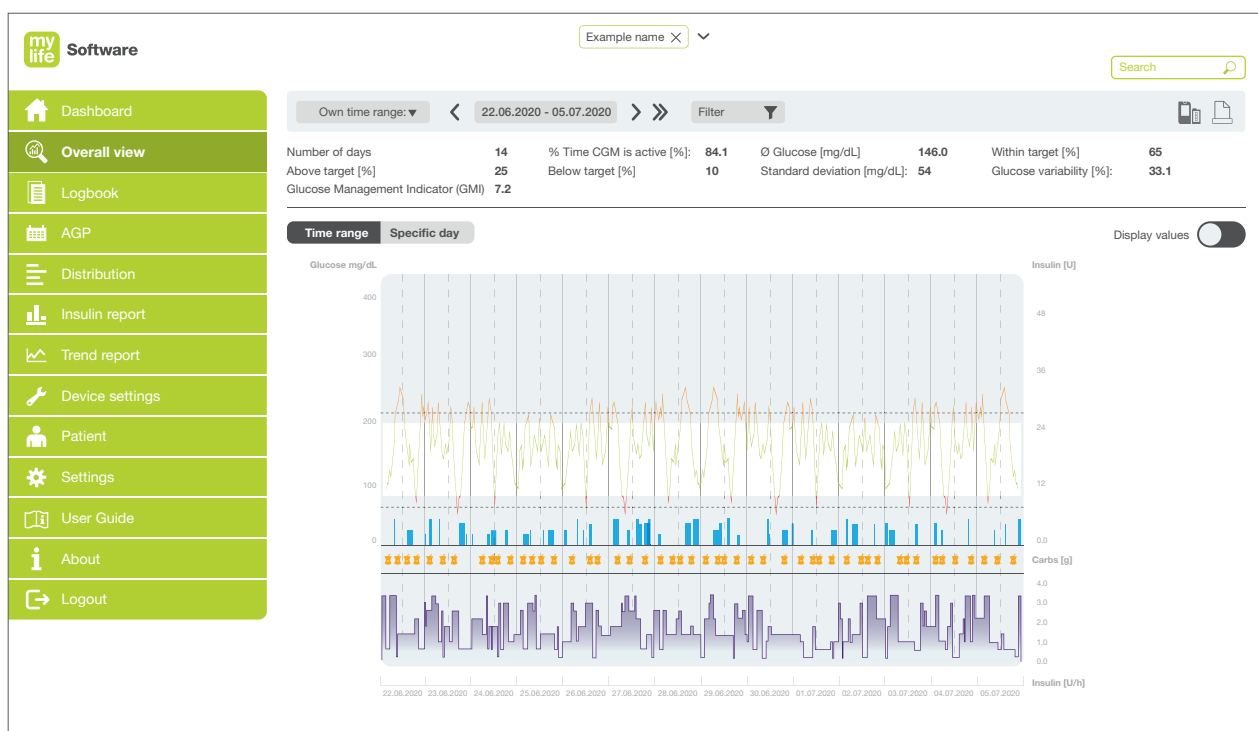 my life Software
Example name
Search
Dashboard
Overall view
Logbook
AGP
Distribution
Insulin report
Trend report
Device settings
Patient
Settings
User Guide
About
Logout
Own time range: 22.06.2020 - 05.07.2020 Filter
Number of days 14 % Time CGM is active [%]: 84.1 Ø Glucose [mg/dL] 146.0 Within target [%] 65
Above target [%] 25 Below target [%] 10 Standard deviation [mg/dL]: 54 Glucose variability [%]: 33.1
Glucose Management Indicator (GMI) 7.2
Time range Specific day
Display values
Glucose mg/dL Insulin [U]
400
48
300
36
200
24
100
12
0 0.0
Carbs [g]
4.0
3.0
2.0
1.0
0.0
Insulin [U/h]
22.06.2020 23.06.2020 24.06.2020 25.06.2020 26.06.2020 27.06.2020 28.06.2020 29.06.2020 30.06.2020 01.07.2020 02.07.2020 03.07.2020 04.07.2020 05.07.2020